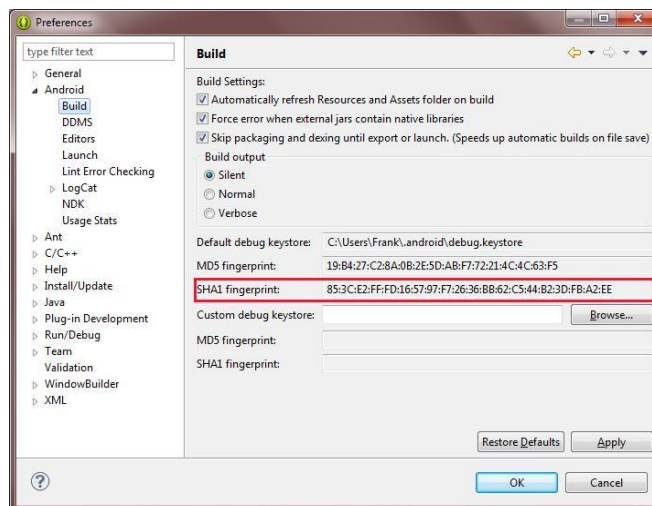 Preferences
type filter text
General
Android
Build
DDMS
Editors
Launch
Lint Error Checking
LogCat
NDK
Usage Stats
Ant
C/C++
Help
Install/Update
Java
Plug-in Development
Run/Debug
Team
Validation
WindowBuilder
XML
Build
Build Settings:
Automatically refresh Resources and Assets folder on build
Force error when external jars contain native libraries
Skip packaging and dexing until export or launch. (Speeds up automatic builds on file save)
Build output
Silent
Normal
Verbose
Default debug keystore: C:\Users\Frank\.android\debug.keystore
MD5 fingerprint: 19:B4:27:C2:8A:0B:2E:5D:AB:F7:72:21:4C:4C:63:F5
SHA1 fingerprint: 85:3C:E2:FF:FD:16:57:97:F7:26:36:BB:62:C5:44:B2:3D:FB:A2:EE
Custom debug keystore: Browse...
MD5 fingerprint:
SHA1 fingerprint:
Restore Defaults Apply
OK Cancel